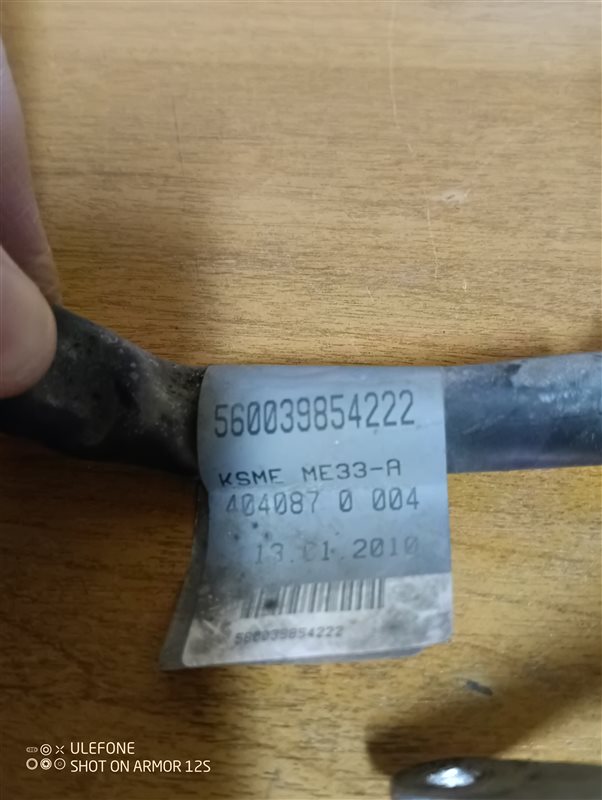 560039854222
KSME ME33-A
404087 0 004
13.01.2010
560039854222
ULEFONE
SHOT ON ARMOR 12S